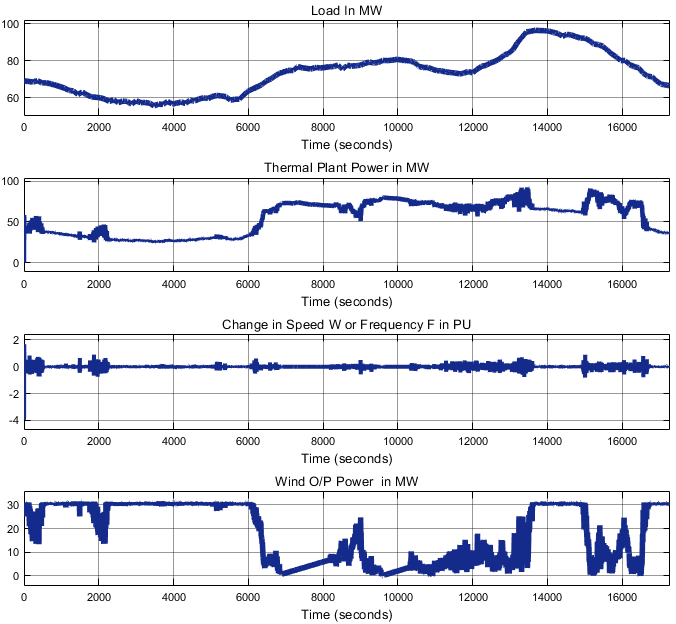 Load In MW
100
80
60
0 2000 4000 6000 8000 10000 12000 14000 16000
Time (seconds)
Thermal Plant Power in MW
100
50
0
0 2000 4000 6000 8000 10000 12000 14000 16000
Time (seconds)
Change in Speed W or Frequency F in PU
2
0
-2
-4
0 2000 4000 6000 8000 10000 12000 14000 16000
Time (seconds)
Wind O/P Power in MW
30
20
10
0
0 2000 4000 6000 8000 10000 12000 14000 16000
Time (seconds)